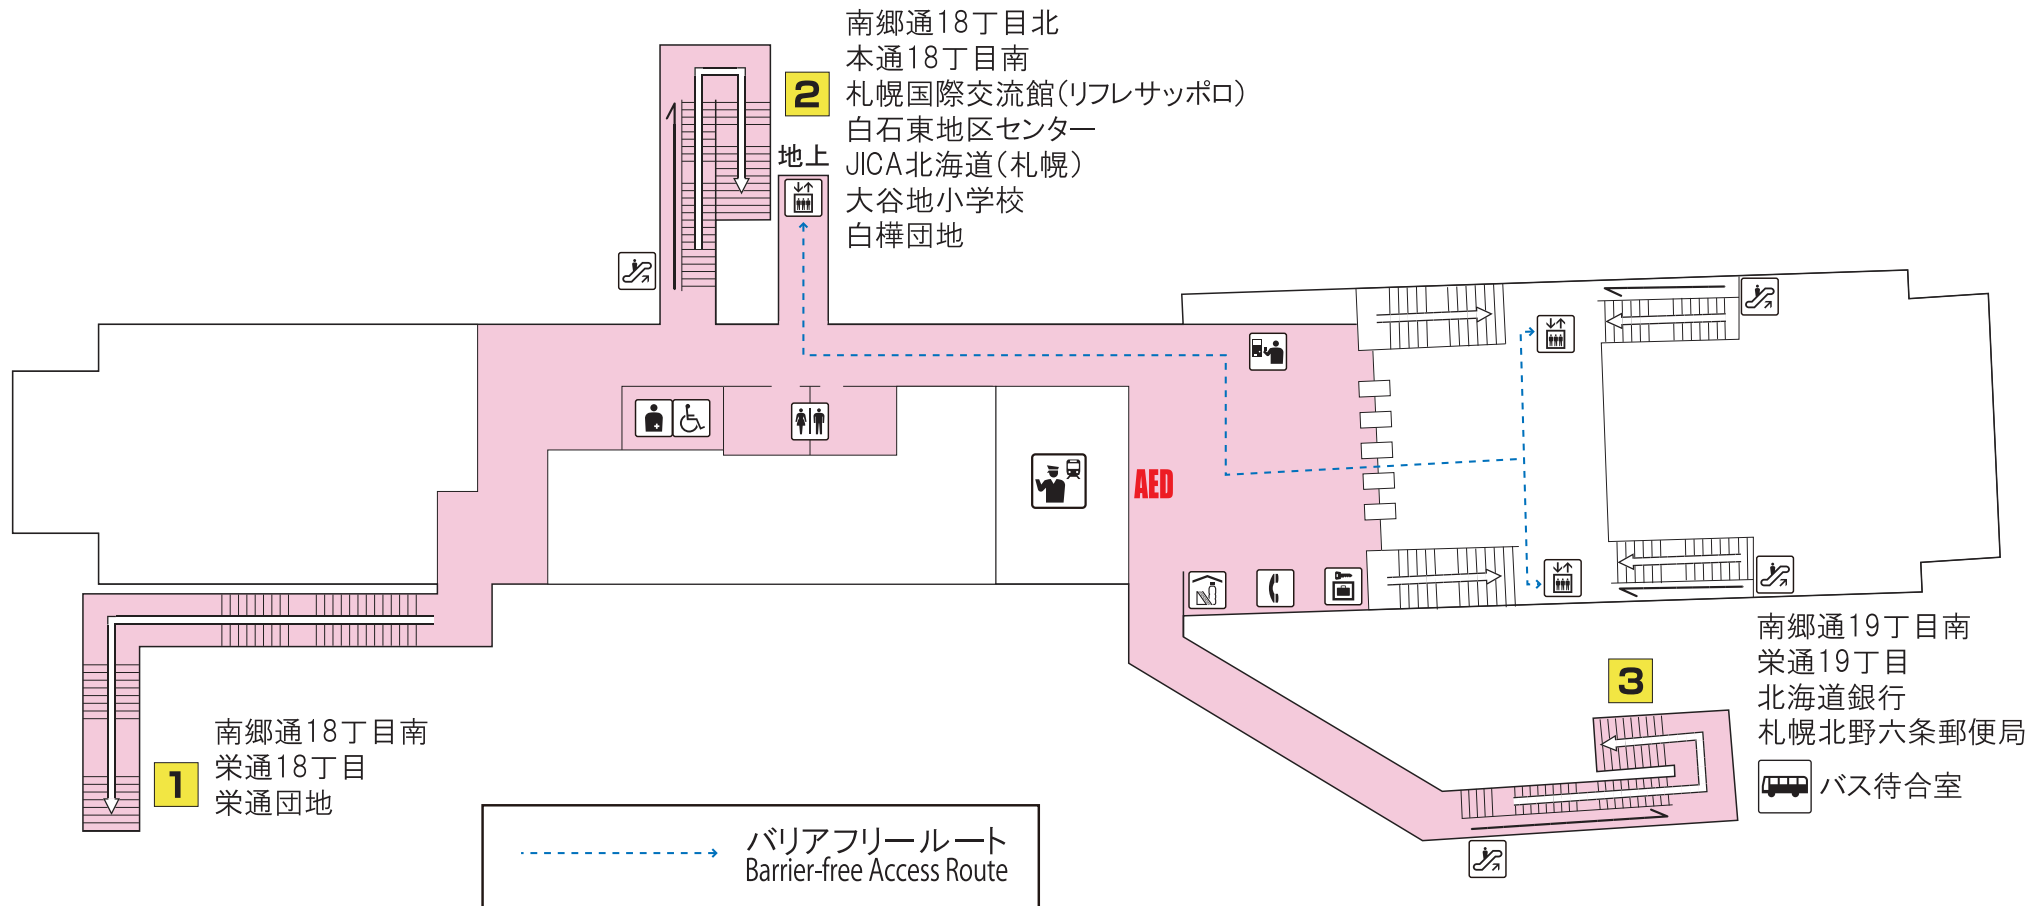 南郷通18丁目北
本通18丁目南
2
札幌国際交流館(リフレサッポロ)
白石東地区センター
地上
JICA北海道(札幌)
大谷地小学校
白樺団地
AED
南郷通19丁目南
栄通19丁目
3
北海道銀行
札幌北野六条郵便局
バス待合室
南郷通18丁目南
栄通18丁目
1
栄通団地
バリアフリールート
Barrier-free Access Route